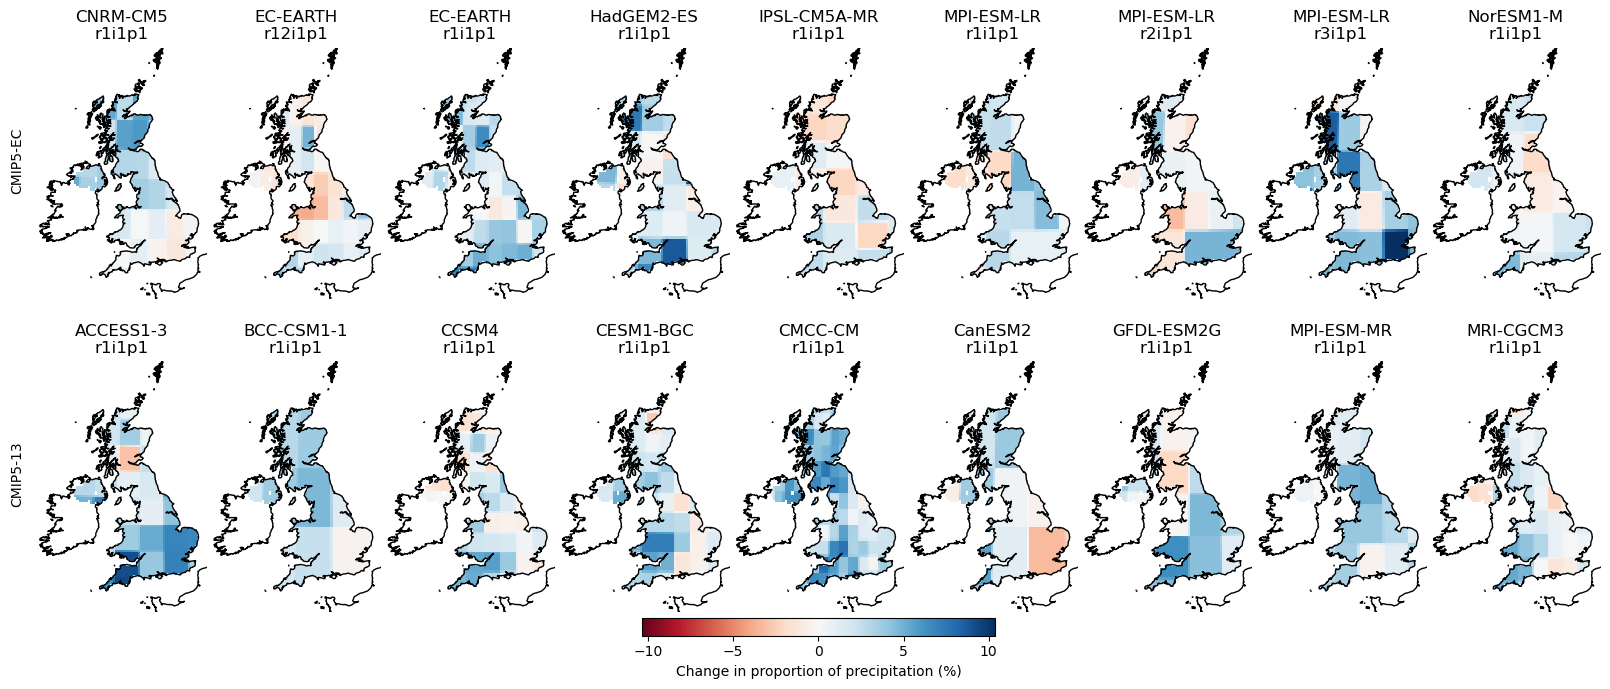 CNRM-CM5
r1i1p1
EC-EARTH
r12i1p1
EC-EARTH
r1i1p1
HadGEM2-ES
r1i1p1
IPSL-CM5A-MR
r1i1p1
MPI-ESM-LR
r1i1p1
MPI-ESM-LR
r2i1p1
MPI-ESM-LR
r3i1p1
NorESM1-M
r1i1p1
CMIP5-EC
ACCESS1-3
r1i1p1
BCC-CSM1-1
r1i1p1
CCSM4
r1i1p1
CESM1-BGC
r1i1p1
CMCC-CM
r1i1p1
CanESM2
r1i1p1
GFDL-ESM2G
r1i1p1
MPI-ESM-MR
r1i1p1
MRI-CGCM3
r1i1p1
CMIP5-13
−10 −5 0 5 10
Change in proportion of precipitation (%)